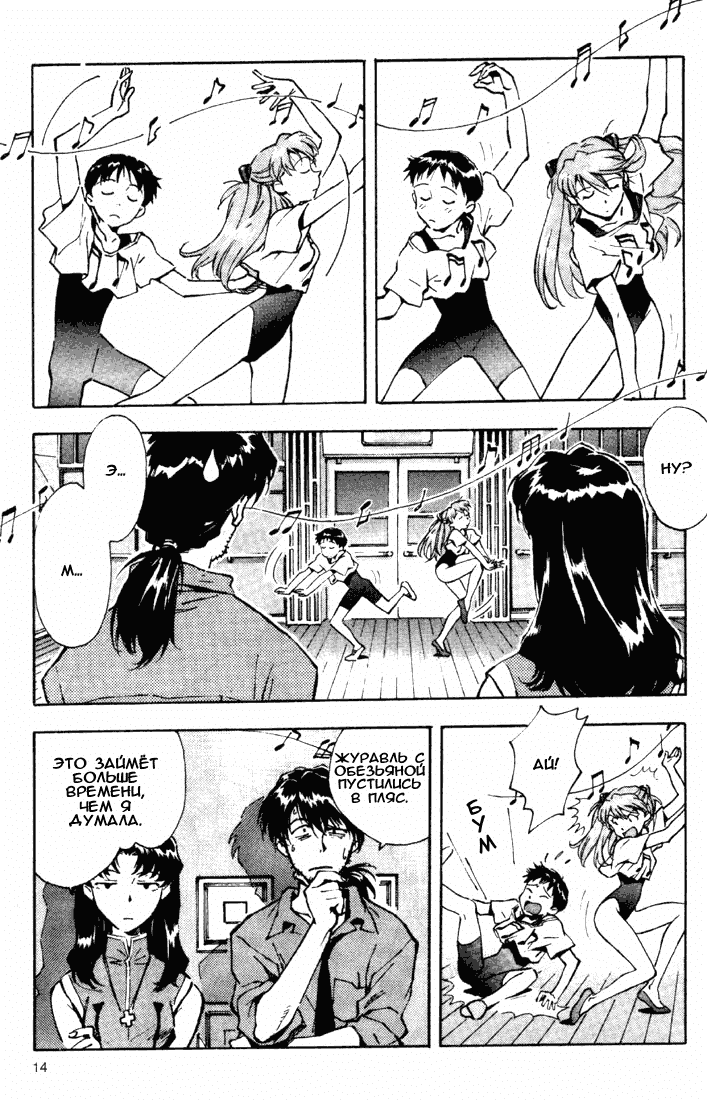 НУ?
Э...
М...
АЙ!
БУМ
ЖУРАВЛЬ С
ОБЕЗЬЯНОЙ
ПУСТИЛИСЬ
В ПЛЯС.
ЭТО ЗАЙМЁТ
БОЛЬШЕ
ВРЕМЕНИ,
ЧЕМ Я
ДУМАЛА.
14